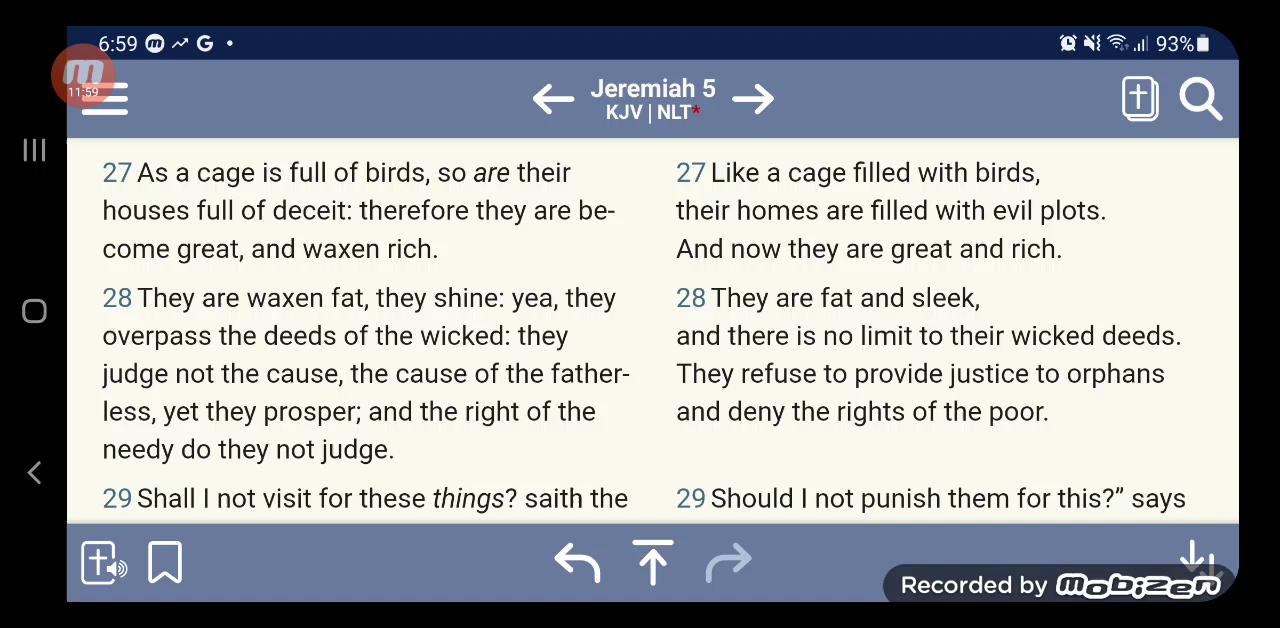 6:59 m G 93%
m
11:59
Jeremiah 5
KJV | NLT*
27 As a cage is full of birds, so are their
houses full of deceit: therefore they are be-
come great, and waxen rich.
28 They are waxen fat, they shine: yea, they
overpass the deeds of the wicked: they
judge not the cause, the cause of the father-
less, yet they prosper; and the right of the
needy do they not judge.
29 Shall I not visit for these things? saith the
27 Like a cage filled with birds,
their homes are filled with evil plots.
And now they are great and rich.
28 They are fat and sleek,
and there is no limit to their wicked deeds.
They refuse to provide justice to orphans
and deny the rights of the poor.
29 Should I not punish them for this?” says
Recorded by Mobizen